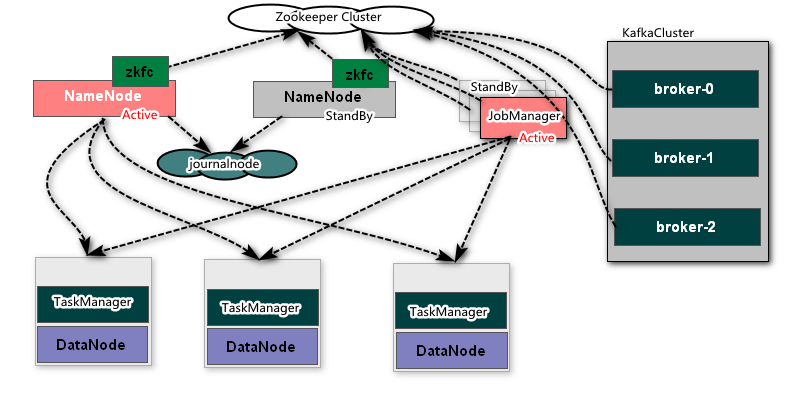 Zookeeper Cluster
KafkaCluster
zkfc
NameNode
Active
zkfc
NameNode
StandBy
StandBy
JobManager
Active
broker-0
broker-1
broker-2
journalnode
TaskManager
DataNode
TaskManager
DataNode
TaskManager
DataNode